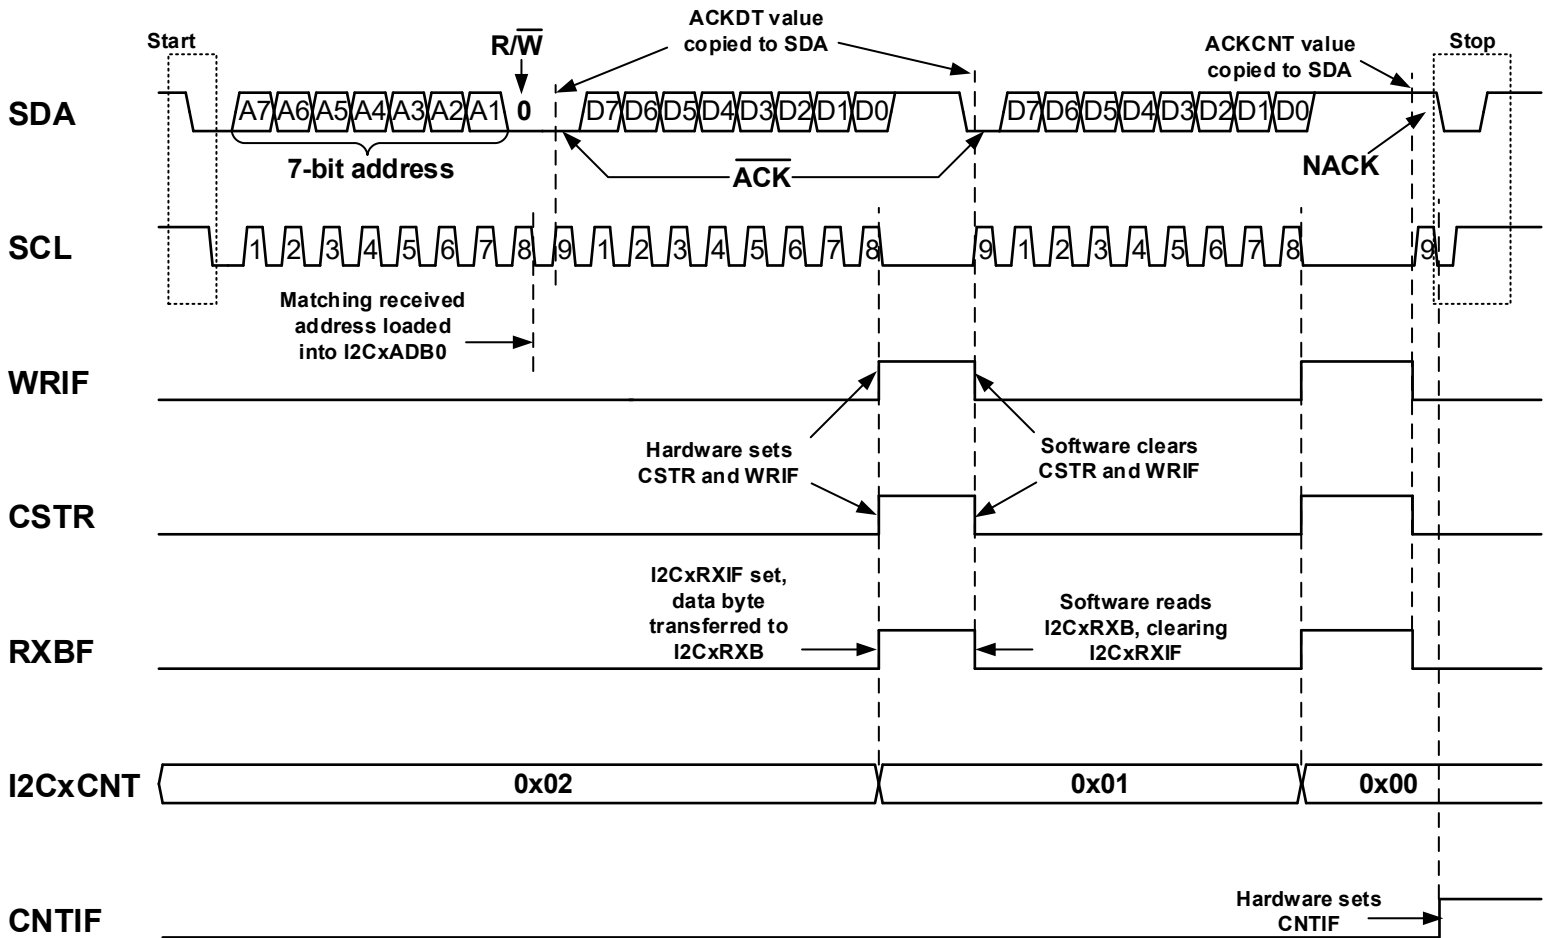 Start
R/W
ACKDT value
copied to SDA
ACKCNT value
copied to SDA
Stop
SDA
A7 A6 A5 A4 A3 A2 A1 0 D7 D6 D5 D4 D3 D2 D1 D0 D7 D6 D5 D4 D3 D2 D1 D0
7-bit address
ACK
NACK
SCL
1 2 3 4 5 6 7 8 9 1 2 3 4 5 6 7 8 9 1 2 3 4 5 6 7 8 9
Matching received
address loaded
into I2CxADB0
WRIF
Hardware sets
CSTR and WRIF
Software clears
CSTR and WRIF
CSTR
I2CxRXIF set,
data byte
transferred to
I2CxRXB
Software reads
I2CxRXB, clearing
I2CxRXIF
RXBF
I2CxCNT
0x02 0x01 0x00
Hardware sets
CNTIF
CNTIF